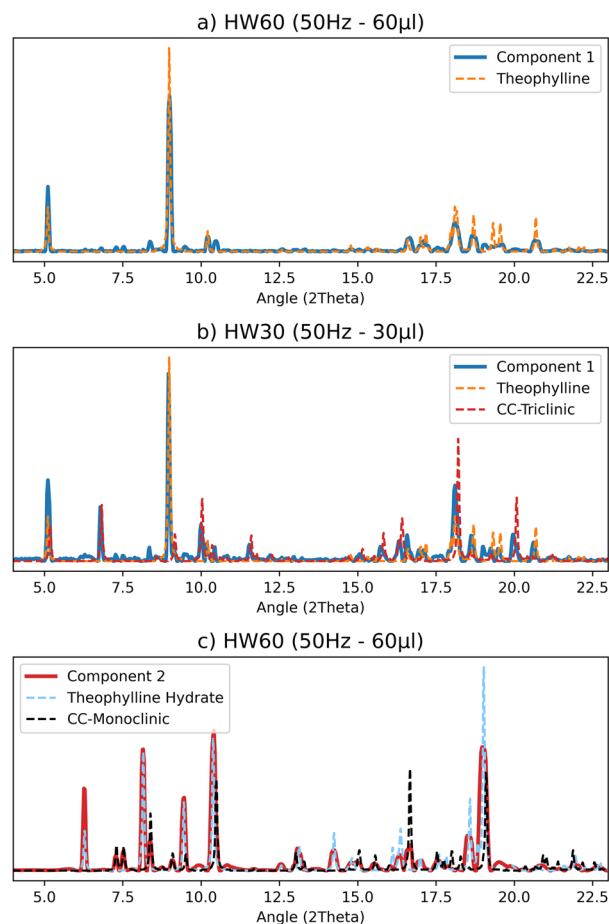 a) HW60 (50Hz - 60µl)
Component 1
Theophylline
5.0 7.5 10.0 12.5 15.0 17.5 20.0 22.5
Angle (2Theta)
b) HW30 (50Hz - 30µl)
Component 1
Theophylline
CC-Triclinic
5.0 7.5 10.0 12.5 15.0 17.5 20.0 22.5
Angle (2Theta)
c) HW60 (50Hz - 60µl)
Component 2
Theophylline Hydrate
CC-Monoclinic
5.0 7.5 10.0 12.5 15.0 17.5 20.0 22.5
Angle (2Theta)